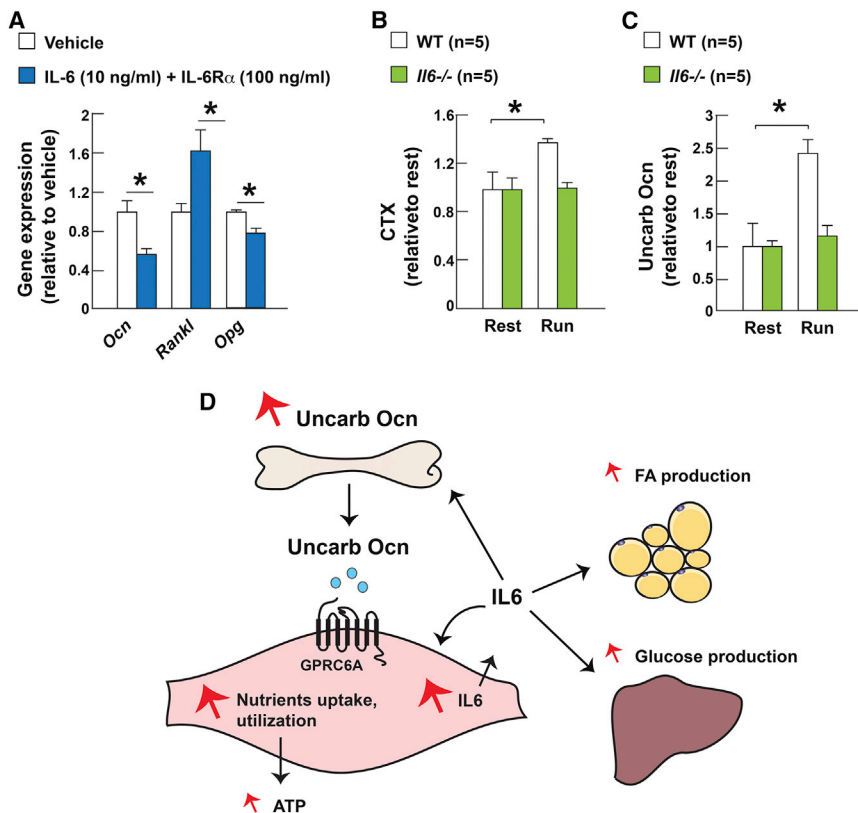 A
Vehicle
IL-6 (10 ng/ml) + IL-6Rα (100 ng/ml)
Gene expression
(relative to vehicle)
2
1.6
1.2
0.8
0.4
0
*
*
*
Ocn
Rankl
Opg
B
WT (n=5)
Il6-/- (n=5)
CTX
(relativeto rest)
1.6
1.2
0.8
0.4
0
*
Rest
Run
C
WT (n=5)
Il6-/- (n=5)
Uncarb Ocn
(relativeto rest)
3
2.5
2
1.5
1
0.5
0
*
Rest
Run
D
Uncarb Ocn
Uncarb Ocn
GPRC6A
Nutrients uptake,
utilization
IL6
ATP
IL6
FA production
Glucose production